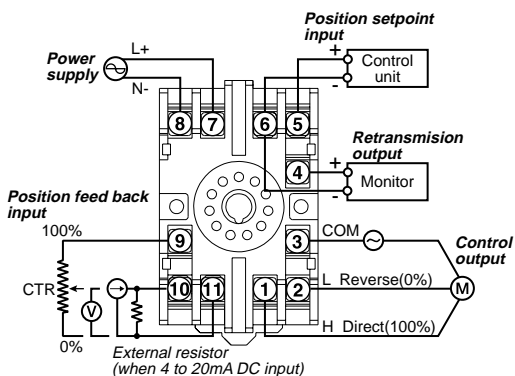 Position setpoint
input
L+
Power
supply
N-
+
-
Control
unit
8
7
6
5
Retransmision
output
4
+
-
Monitor
Position feed back
input
100%
9
3
COM
Control
output
CTR
V
10
11
1
2
L Reverse(0%)
M
H Direct(100%)
0%
External resistor
(when 4 to 20mA DC input)